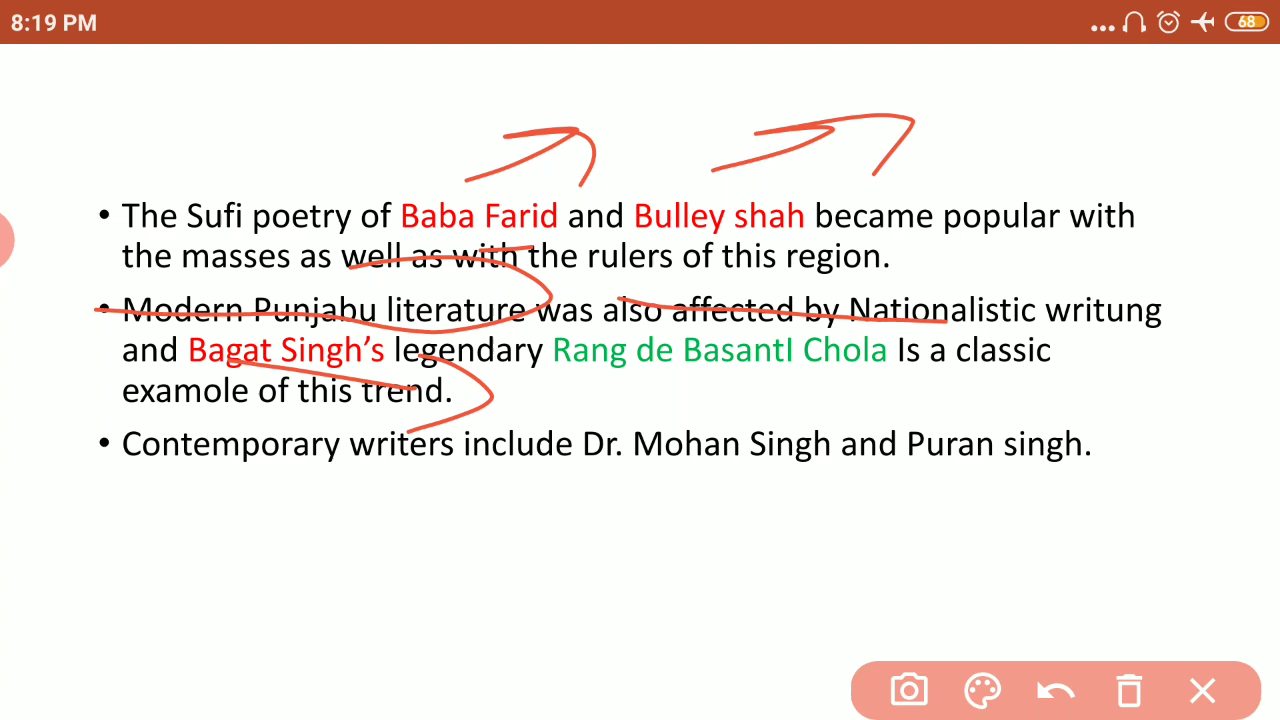 8:19 PM
68
• The Sufi poetry of Baba Farid and Bulley shah became popular with
the masses as well as with the rulers of this region.
• Modern Punjabu literature was also affected by Nationalistic writung
and Bagat Singh’s legendary Rang de BasantI Chola Is a classic
examole of this trend.
• Contemporary writers include Dr. Mohan Singh and Puran singh.